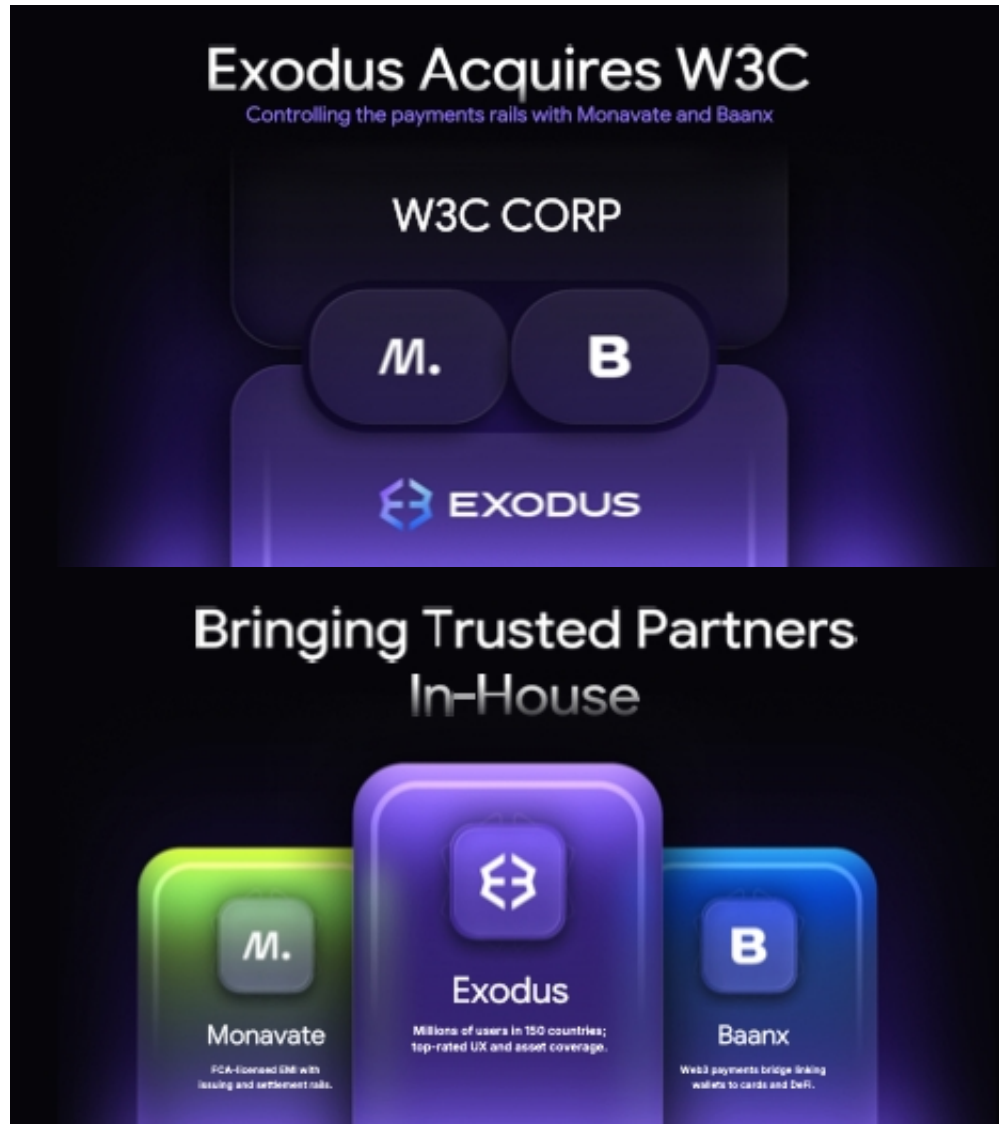 Exodus Acquires W3C
Controlling the payments rails with Monavate and Baanx
W3C CORP
M.
B
EXODUS
Bringing Trusted Partners
In-House
M.
B
Exodus
Millions of users in 150 countries;
top-rated UX and asset coverage.
Monavate
FCA-licensed EMI with
issuing and settlement rails.
Baanx
Web3 payments bridge linking
wallets to cards and DeFi.